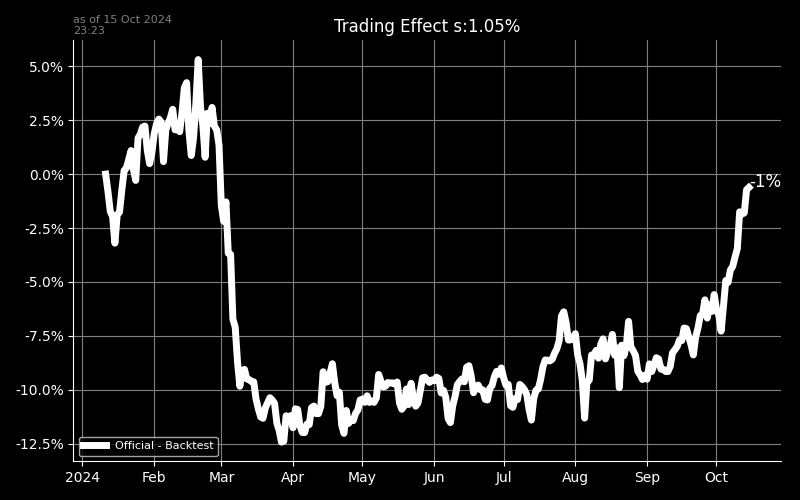 as of 15 Oct 2024
23:23
Trading Effect s:1.05%
5.0%
2.5%
0.0%
-2.5%
-5.0%
-7.5%
-10.0%
-12.5%
-1%
Official - Backtest
2024 Feb Mar Apr May Jun Jul Aug Sep Oct